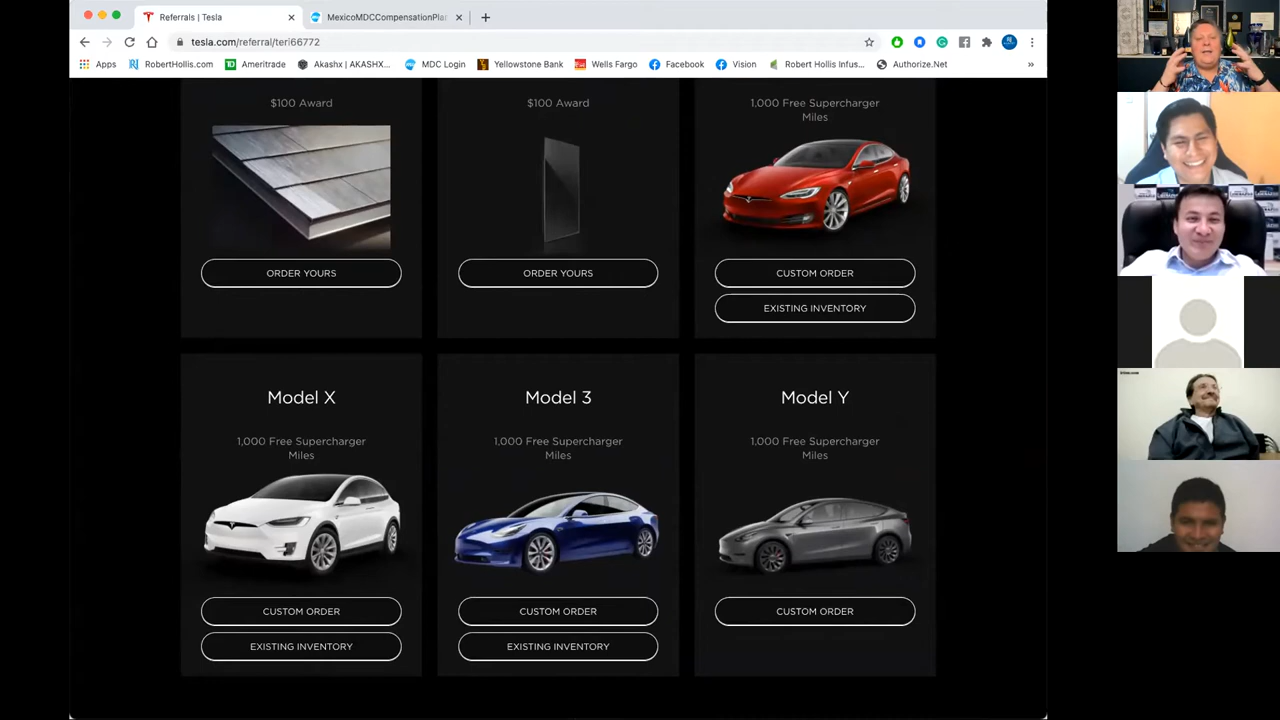 Referrals | Tesla
MexicoMDCCompensationPla
tesla.com/referral/teri66772
Apps
RobertHollis.com
Ameritrade
Akashx | AKASHX...
MDC Login
Yellowstone Bank
Wells Fargo
Facebook
Vision
Robert Hollis Infus...
Authorize.Net
»
$100 Award
$100 Award
1,000 Free Supercharger
Miles
ORDER YOURS
ORDER YOURS
CUSTOM ORDER
EXISTING INVENTORY
Model X
Model 3
Model Y
1,000 Free Supercharger
Miles
1,000 Free Supercharger
Miles
1,000 Free Supercharger
Miles
CUSTOM ORDER
CUSTOM ORDER
CUSTOM ORDER
EXISTING INVENTORY
EXISTING INVENTORY